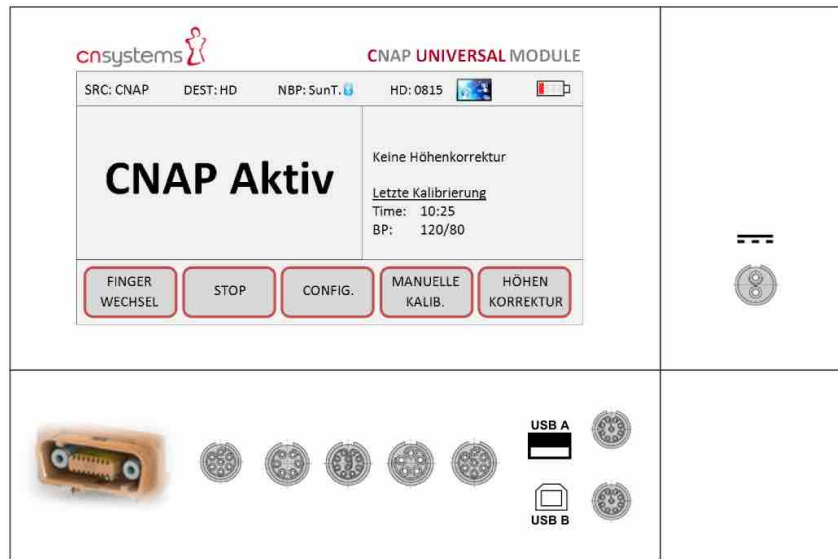 cnsystems
CNAP UNIVERSAL MODULE
SRC: CNAP DEST: HD NBP: SunT. HD: 0815
CNAP Aktiv
Keine Höhenkorrektur
Letzte Kalibrierung
Time: 10:25
BP: 120/80
FINGER
WECHSEL
STOP
CONFIG.
MANUELLE
KALIB.
HÖHEN
KORREKTUR
USB A
USB B